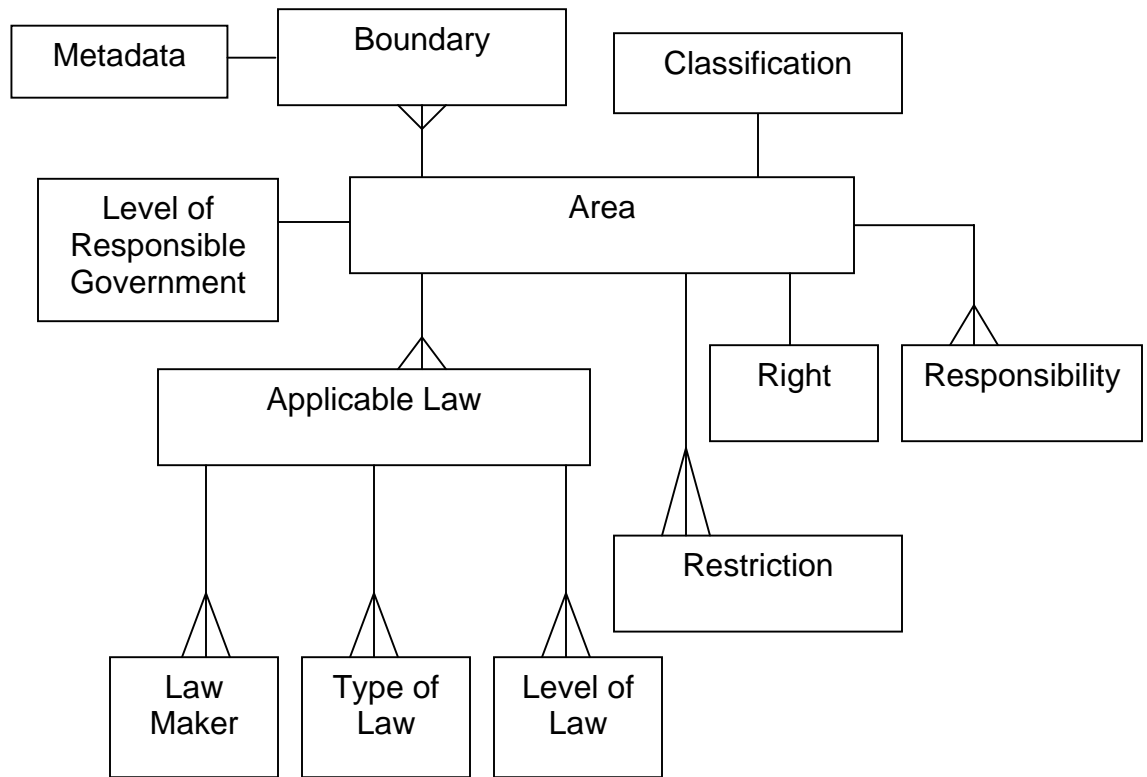 Metadata
Boundary
Classification
Level of
Responsible
Government
Area
Applicable Law
Right
Responsibility
Restriction
Law
Maker
Type of
Law
Level of
Law